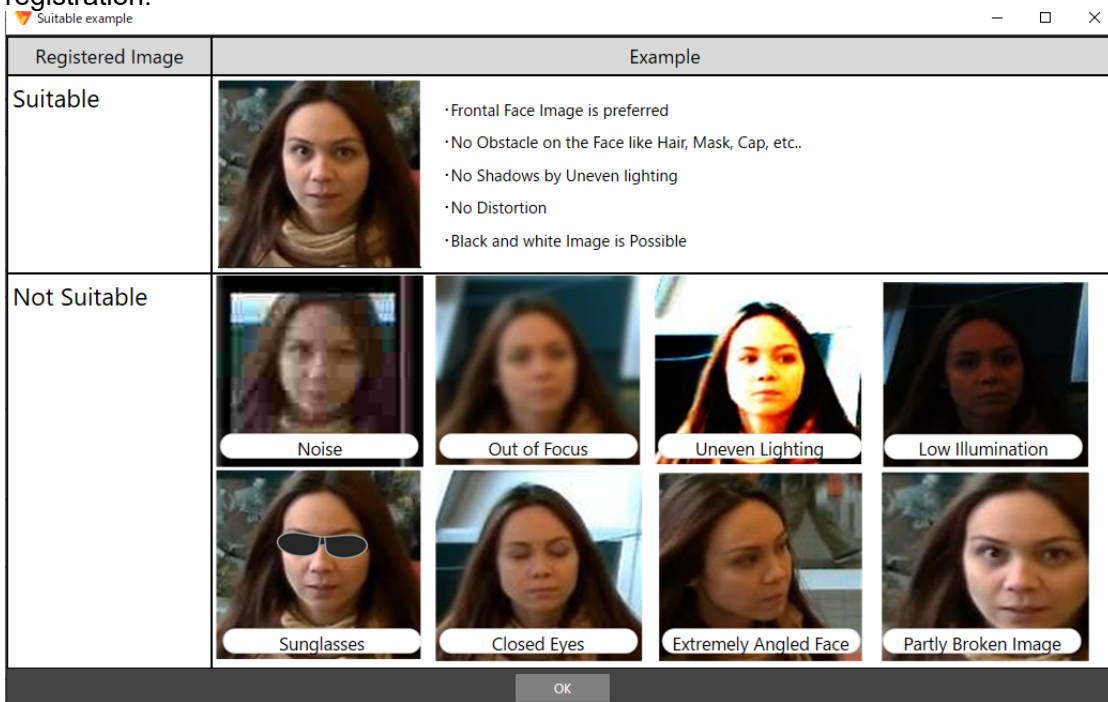 registration.
Suitable example
Registered Image
Example
Suitable
・Frontal Face Image is preferred
・No Obstacle on the Face like Hair, Mask, Cap, etc..
・No Shadows by Uneven lighting
・No Distortion
・Black and white Image is Possible
Not Suitable
Noise
Out of Focus
Uneven Lighting
Low Illumination
Sunglasses
Closed Eyes
Extremely Angled Face
Partly Broken Image
OK